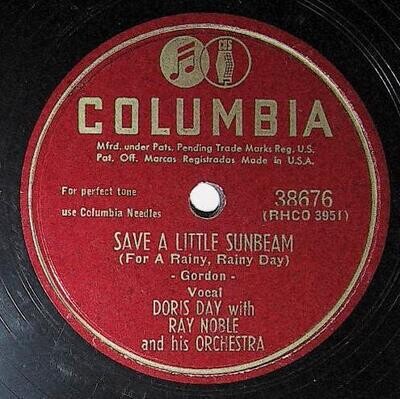 CBS
COLUMBIA
Mfrd. under Pats. Pending Trade Marks Reg. U.S.
Pat. Off. Marcas Registradas Made in U.S.A.
For perfect tone
use Columbia Needles
38676
(RHCO 3951)
SAVE A LITTLE SUNBEAM
(For A Rainy, Rainy Day)
- Gordon -
Vocal
DORIS DAY with
RAY NOBLE
and his ORCHESTRA